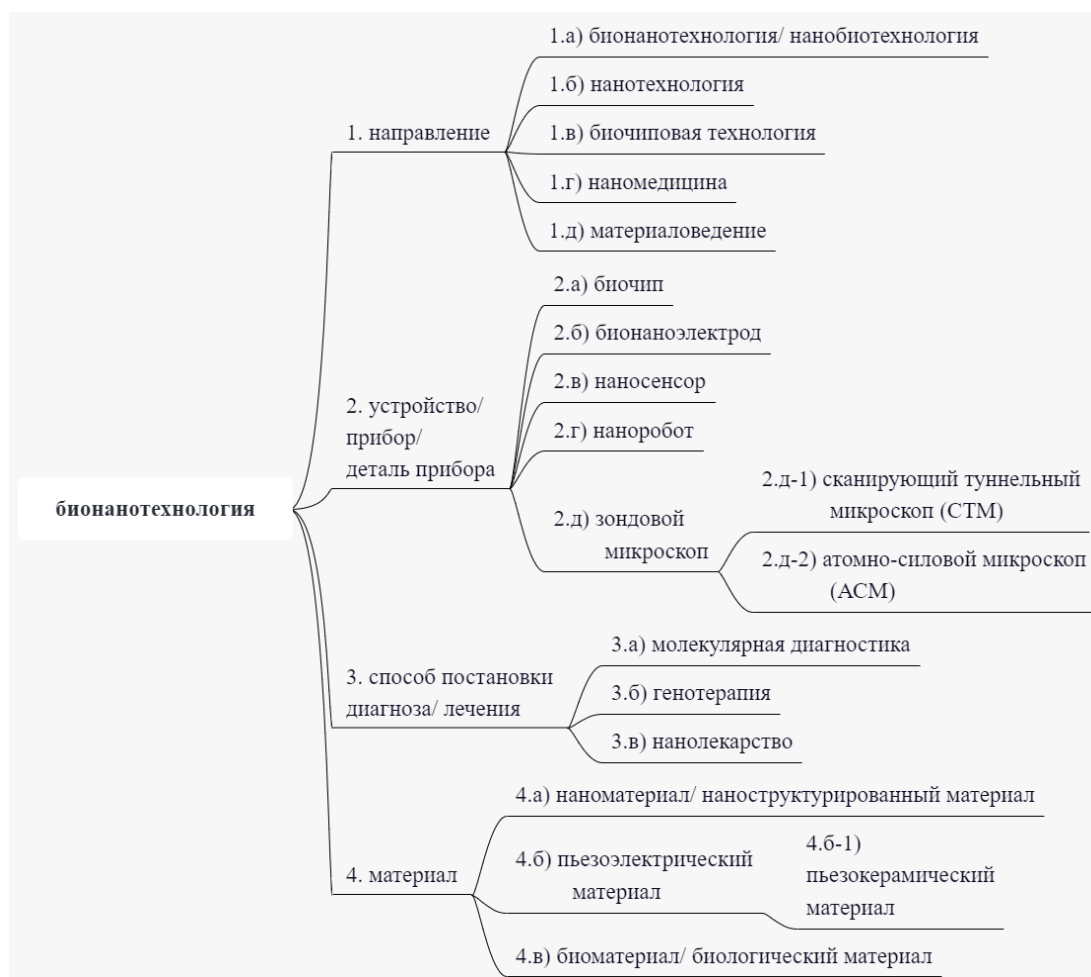 1.а) бионанотехнология/ нанобиотехнология
1.б) нанотехнология
1. направление
1.в) биочиповая технология
1.г) наномедицина
1.д) материаловедение
2.а) биочип
2.б) бионаноэлектрод
2.в) наносенсор
2. устройство/
прибор/
деталь прибора
2.г) наноробот
бионанотехнология
2.д) зондовой
микроскоп
2.д-1) сканирующий туннельный
микроскоп (СТМ)
2.д-2) атомно-силовой микроскоп
(АСМ)
3. способ постановки
диагноза/ лечения
3.а) молекулярная диагностика
3.б) генотерапия
3.в) нанолекарство
4. материал
4.а) наноматериал/ наноструктурированный материал
4.б) пьезоэлектрический
материал
4.б-1)
пьезокерамический
материал
4.в) биоматериал/ биологический материал